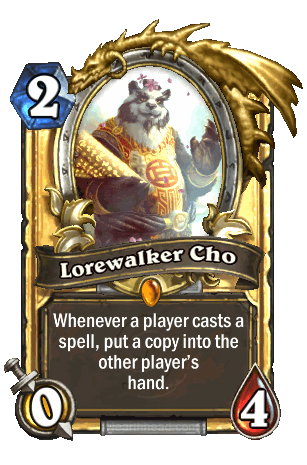 2
Lorewalker Cho
Whenever a player casts a
spell, put a copy into the
other player's
hand.
0
4